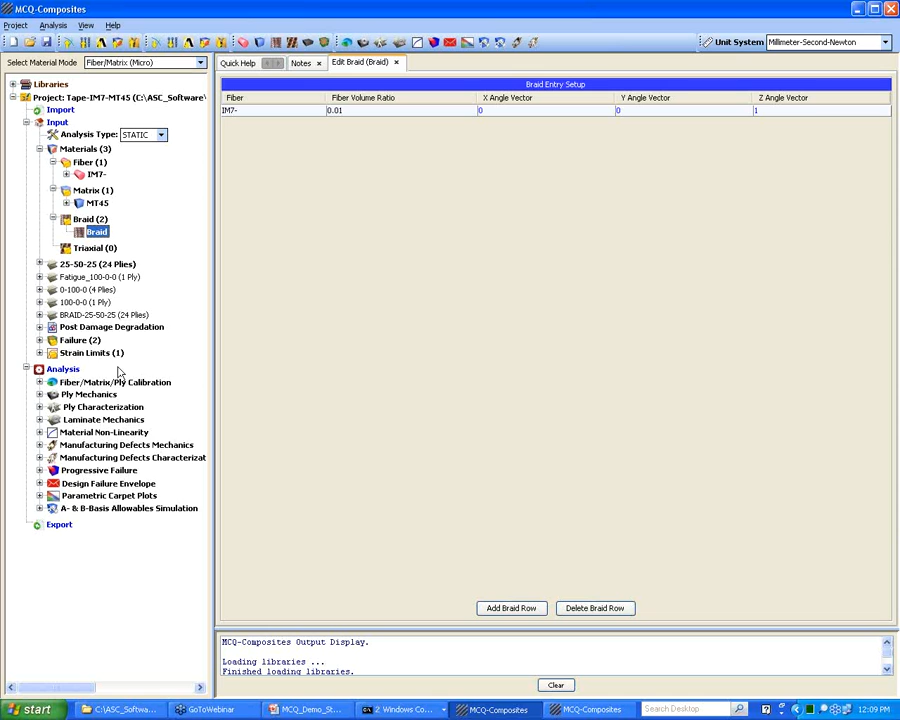 MCQ-Composites
Project Analysis View Help
Unit System Millimeter-Second-Newton
Select Material Mode Fiber/Matrix (Micro)
Quick Help Notes Edit Braid (Braid)
Libraries
Project: Tape-IM7-MT45 (C:\ASC_Software\
Import
Input
Analysis Type: STATIC
Materials (3)
Fiber (1)
IM7-
Matrix (1)
MT45
Braid (2)
Braid
Triaxial (0)
25-50-25 (24 Plies)
Fatigue_100-0-0 (1 Ply)
0-100-0 (4 Plies)
100-0-0 (1 Ply)
BRAID-25-50-25 (24 Plies)
Post Damage Degradation
Failure (2)
Strain Limits (1)
Analysis
Fiber/Matrix/Ply Calibration
Ply Mechanics
Ply Characterization
Laminate Mechanics
Material Non-Linearity
Manufacturing Defects Mechanics
Manufacturing Defects Characterizat
Progressive Failure
Design Failure Envelope
Parametric Carpet Plots
A- & B-Basis Allowables Simulation
Export
Braid Entry Setup
Fiber Fiber Volume Ratio X Angle Vector Y Angle Vector Z Angle Vector
IM7- 0.01 0 0 1
Add Braid Row Delete Braid Row
MCQ-Composites Output Display.
Loading libraries ...
Finished loading libraries.
Clear
start C:\ASC_Softwa... GoToWebinar MCQ_Demo_St... 2 Windows Co... MCQ-Composites MCQ-Composites Search Desktop 12:09 PM